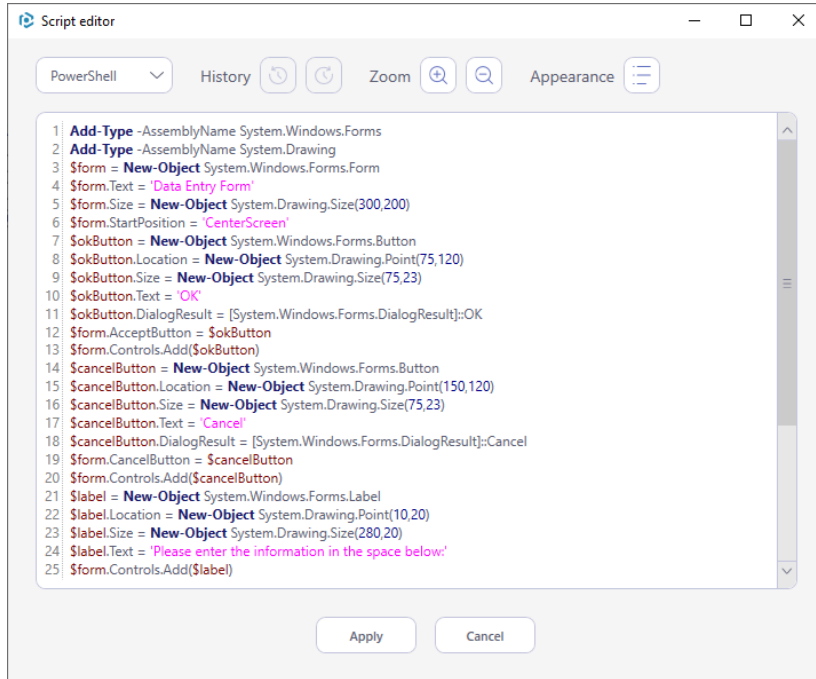 Script editor
PowerShell History Zoom Appearance
1 Add-Type -AssemblyName System.Windows.Forms
2 Add-Type -AssemblyName System.Drawing
3 $form = New-Object System.Windows.Forms.Form
4 $form.Text = 'Data Entry Form'
5 $form.Size = New-Object System.Drawing.Size(300,200)
6 $form.StartPosition = 'CenterScreen'
7 $okButton = New-Object System.Windows.Forms.Button
8 $okButton.Location = New-Object System.Drawing.Point(75,120)
9 $okButton.Size = New-Object System.Drawing.Size(75,23)
10 $okButton.Text = 'OK'
11 $okButton.DialogResult = [System.Windows.Forms.DialogResult]::OK
12 $form.AcceptButton = $okButton
13 $form.Controls.Add($okButton)
14 $cancelButton = New-Object System.Windows.Forms.Button
15 $cancelButton.Location = New-Object System.Drawing.Point(150,120)
16 $cancelButton.Size = New-Object System.Drawing.Size(75,23)
17 $cancelButton.Text = 'Cancel'
18 $cancelButton.DialogResult = [System.Windows.Forms.DialogResult]::Cancel
19 $form.CancelButton = $cancelButton
20 $form.Controls.Add($cancelButton)
21 $label = New-Object System.Windows.Forms.Label
22 $label.Location = New-Object System.Drawing.Point(10,20)
23 $label.Size = New-Object System.Drawing.Size(280,20)
24 $label.Text = 'Please enter the information in the space below:'
25 $form.Controls.Add($label)
Apply Cancel